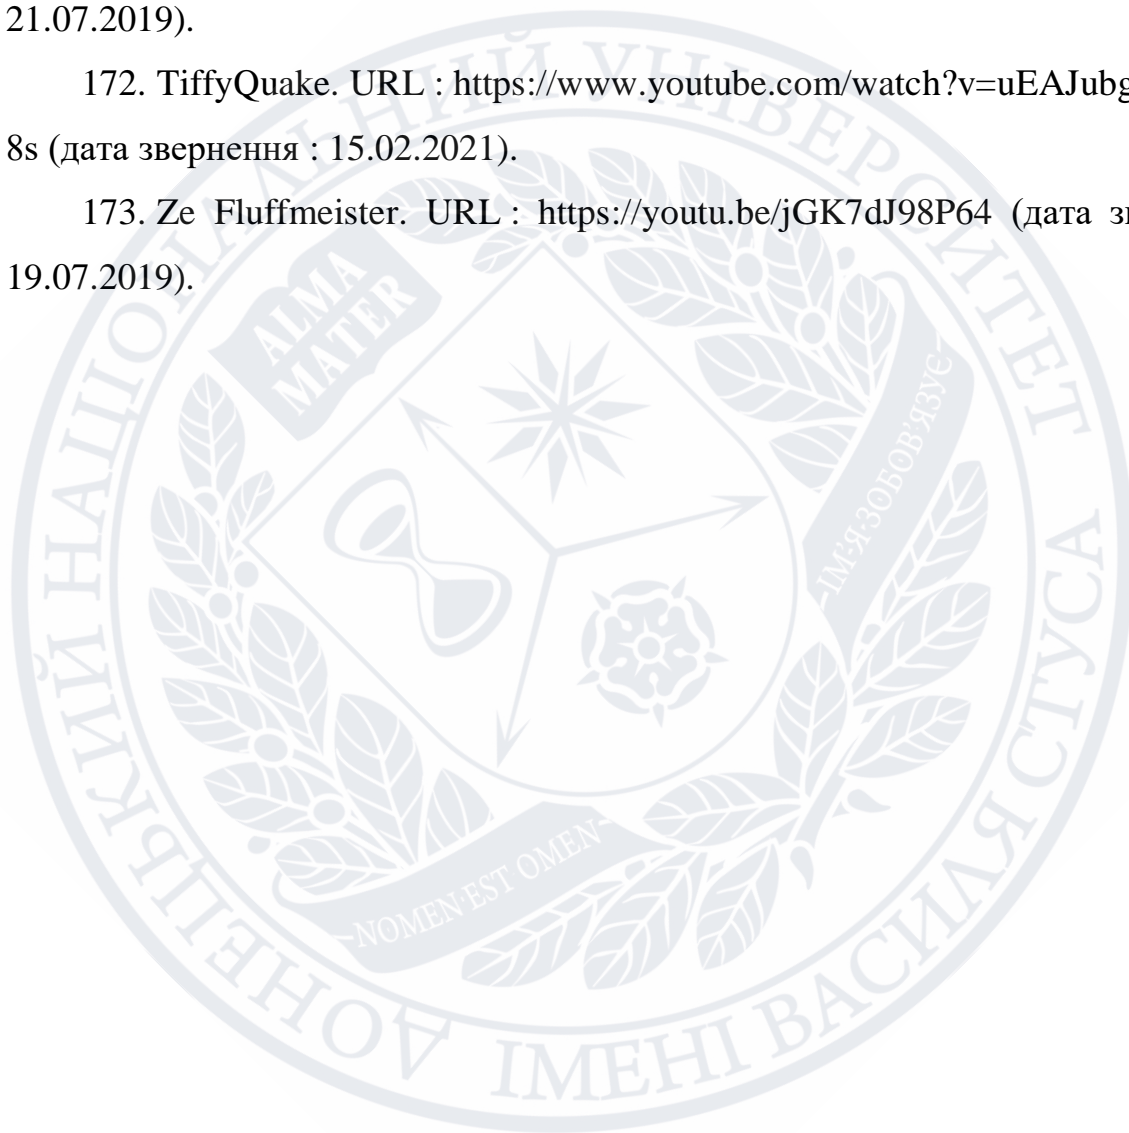 21.07.2019).
172. TiffyQuake. URL : https://www.youtube.com/watch?v=uEAJubg
8s (дата звернення : 15.02.2021).
173. Ze Fluffmeister. URL : https://youtu.be/jGK7dJ98P64 (дата
19.07.2019).
ДОНЕЦЬКИЙ НАЦІОНАЛЬНИЙ УНІВЕРСИТЕТ ІМЕНІ ВАСИЛЯ СТУСА
ALMA
MATER
ІМ'Я·ЗОБОВ'ЯЗУЄ
NOMEN·EST OMEN